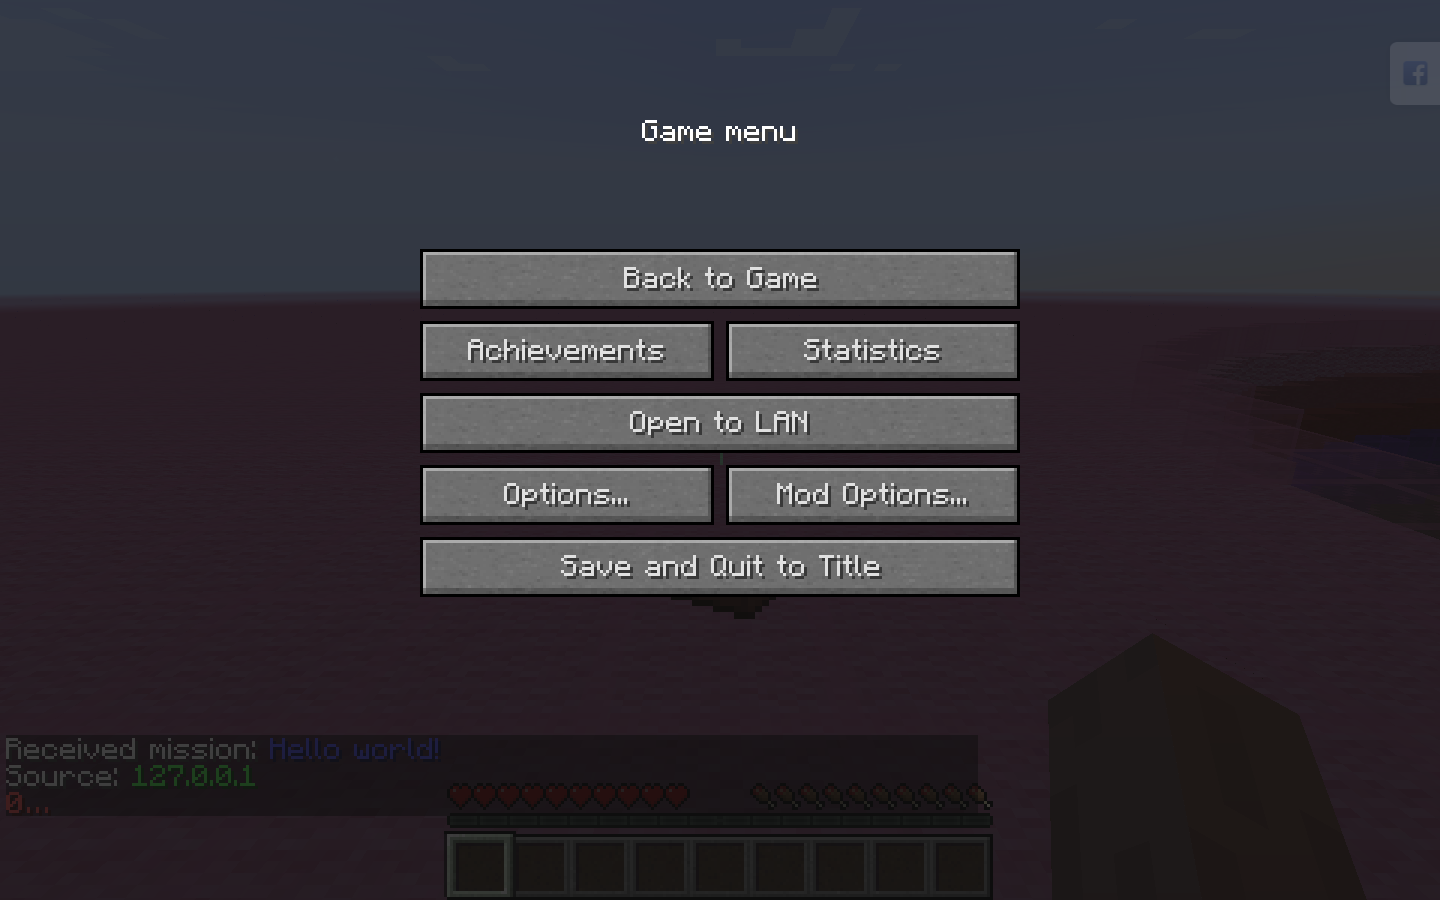 Game menu
Back to Game
Achievements
Statistics
Open to LAN
Options...
Mod Options...
Save and Quit to Title
Received mission: Hello world!
Source: 127.0.0.1
0...